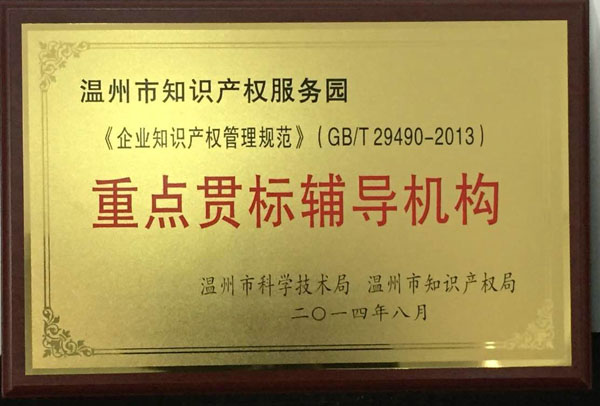 温州市知识产权服务园
《企业知识产权管理规范》(GB/T 29490-2013)
重点贯标辅导机构
温州市科学技术局 温州市知识产权局
二〇一四年八月